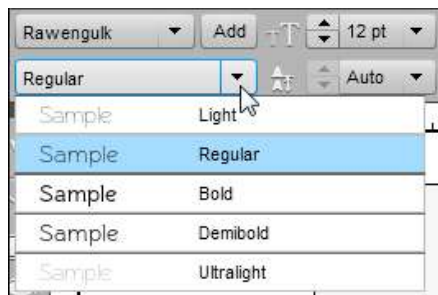 Rawengulk Add 12 pt
Regular Auto
Sample Light
Sample Regular
Sample Bold
Sample Demibold
Sample Ultralight